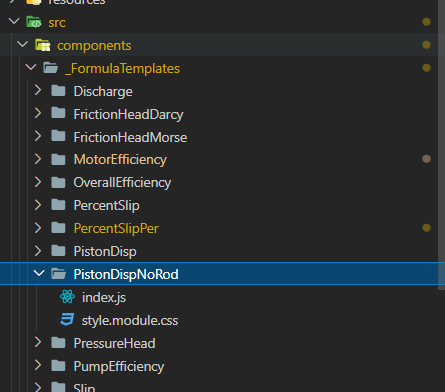 resources
src
components
_FormulaTemplates
Discharge
FrictionHeadDarcy
FrictionHeadMorse
MotorEfficiency
OverallEfficiency
PercentSlip
PercentSlipPer
PistonDisp
PistonDispNoRod
index.js
style.module.css
PressureHead
PumpEfficiency
Slip